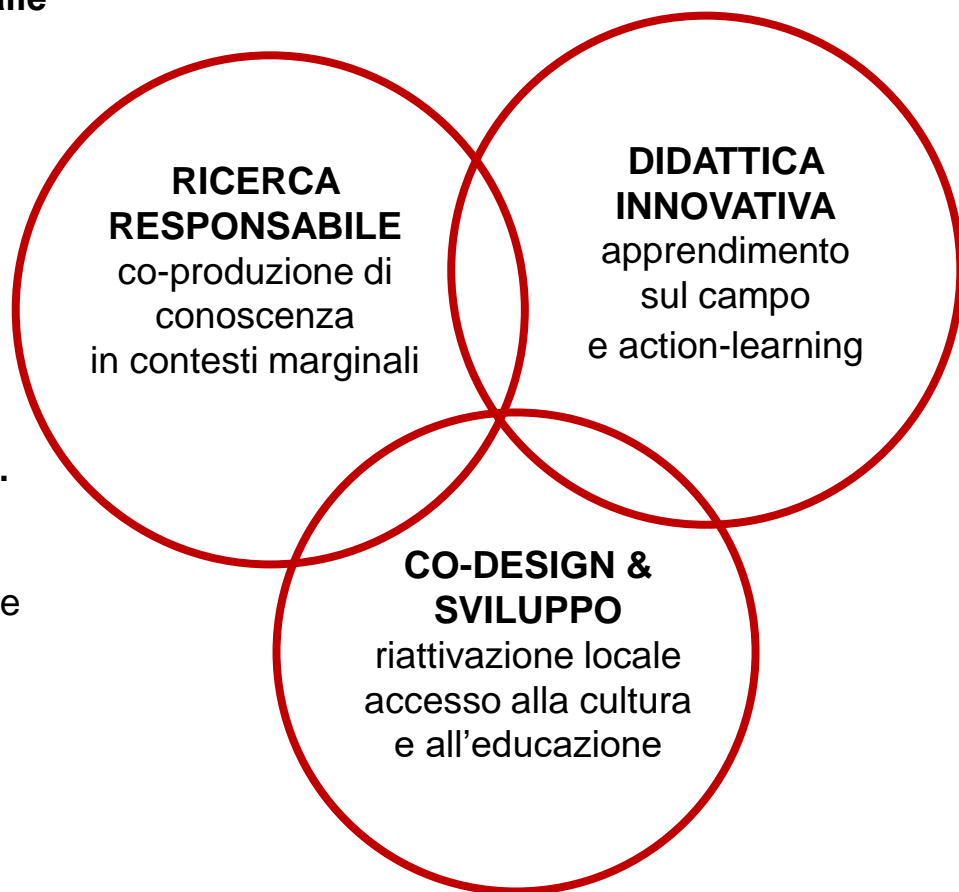 RICERCA
RESPONSABILE
co-produzione di
conoscenza
in contesti marginali
DIDATTICA
INNOVATIVA
apprendimento
sul campo
e action-learning
.
e
CO-DESIGN &
SVILUPPO
riattivazione locale
accesso alla cultura
e all'educazione